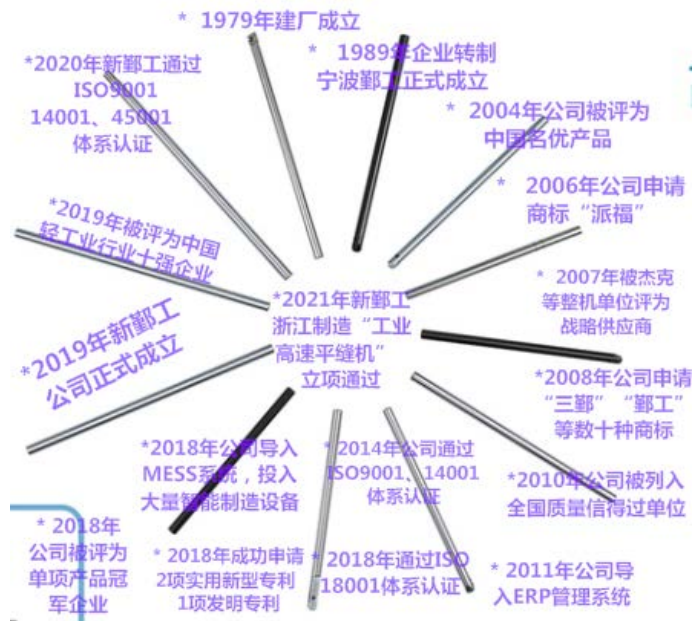 * 1979年建厂成立
* 1989年企业转制
宁波鄞工正式成立
* 2004年公司被评为
中国名优产品
* 2006年公司申请
商标“派福”
* 2007年被杰克
等整机单位评为
战略供应商
* 2008年公司申请
“三鄞” “鄞工”
等数十种商标
*2010年公司被列入
全国质量信得过单位
* 2011年公司导
入ERP管理系统
*2014年公司通过
ISO9001、14001
体系认证
*2018年通过ISO
18001体系认证
*2018年成功申请
2项实用新型专利
1项发明专利
*2018年公司导入
MESS系统，投入
大量智能制造设备
* 2018年
公司被评为
单项产品冠
军企业
*2019年新鄞工
公司正式成立
*2019年被评为中国
轻工业行业十强企业
*2020年新鄞工通过
ISO9001
14001、45001
体系认证
*2021年新鄞工
浙江制造“工业
高速平缝机”
立项通过